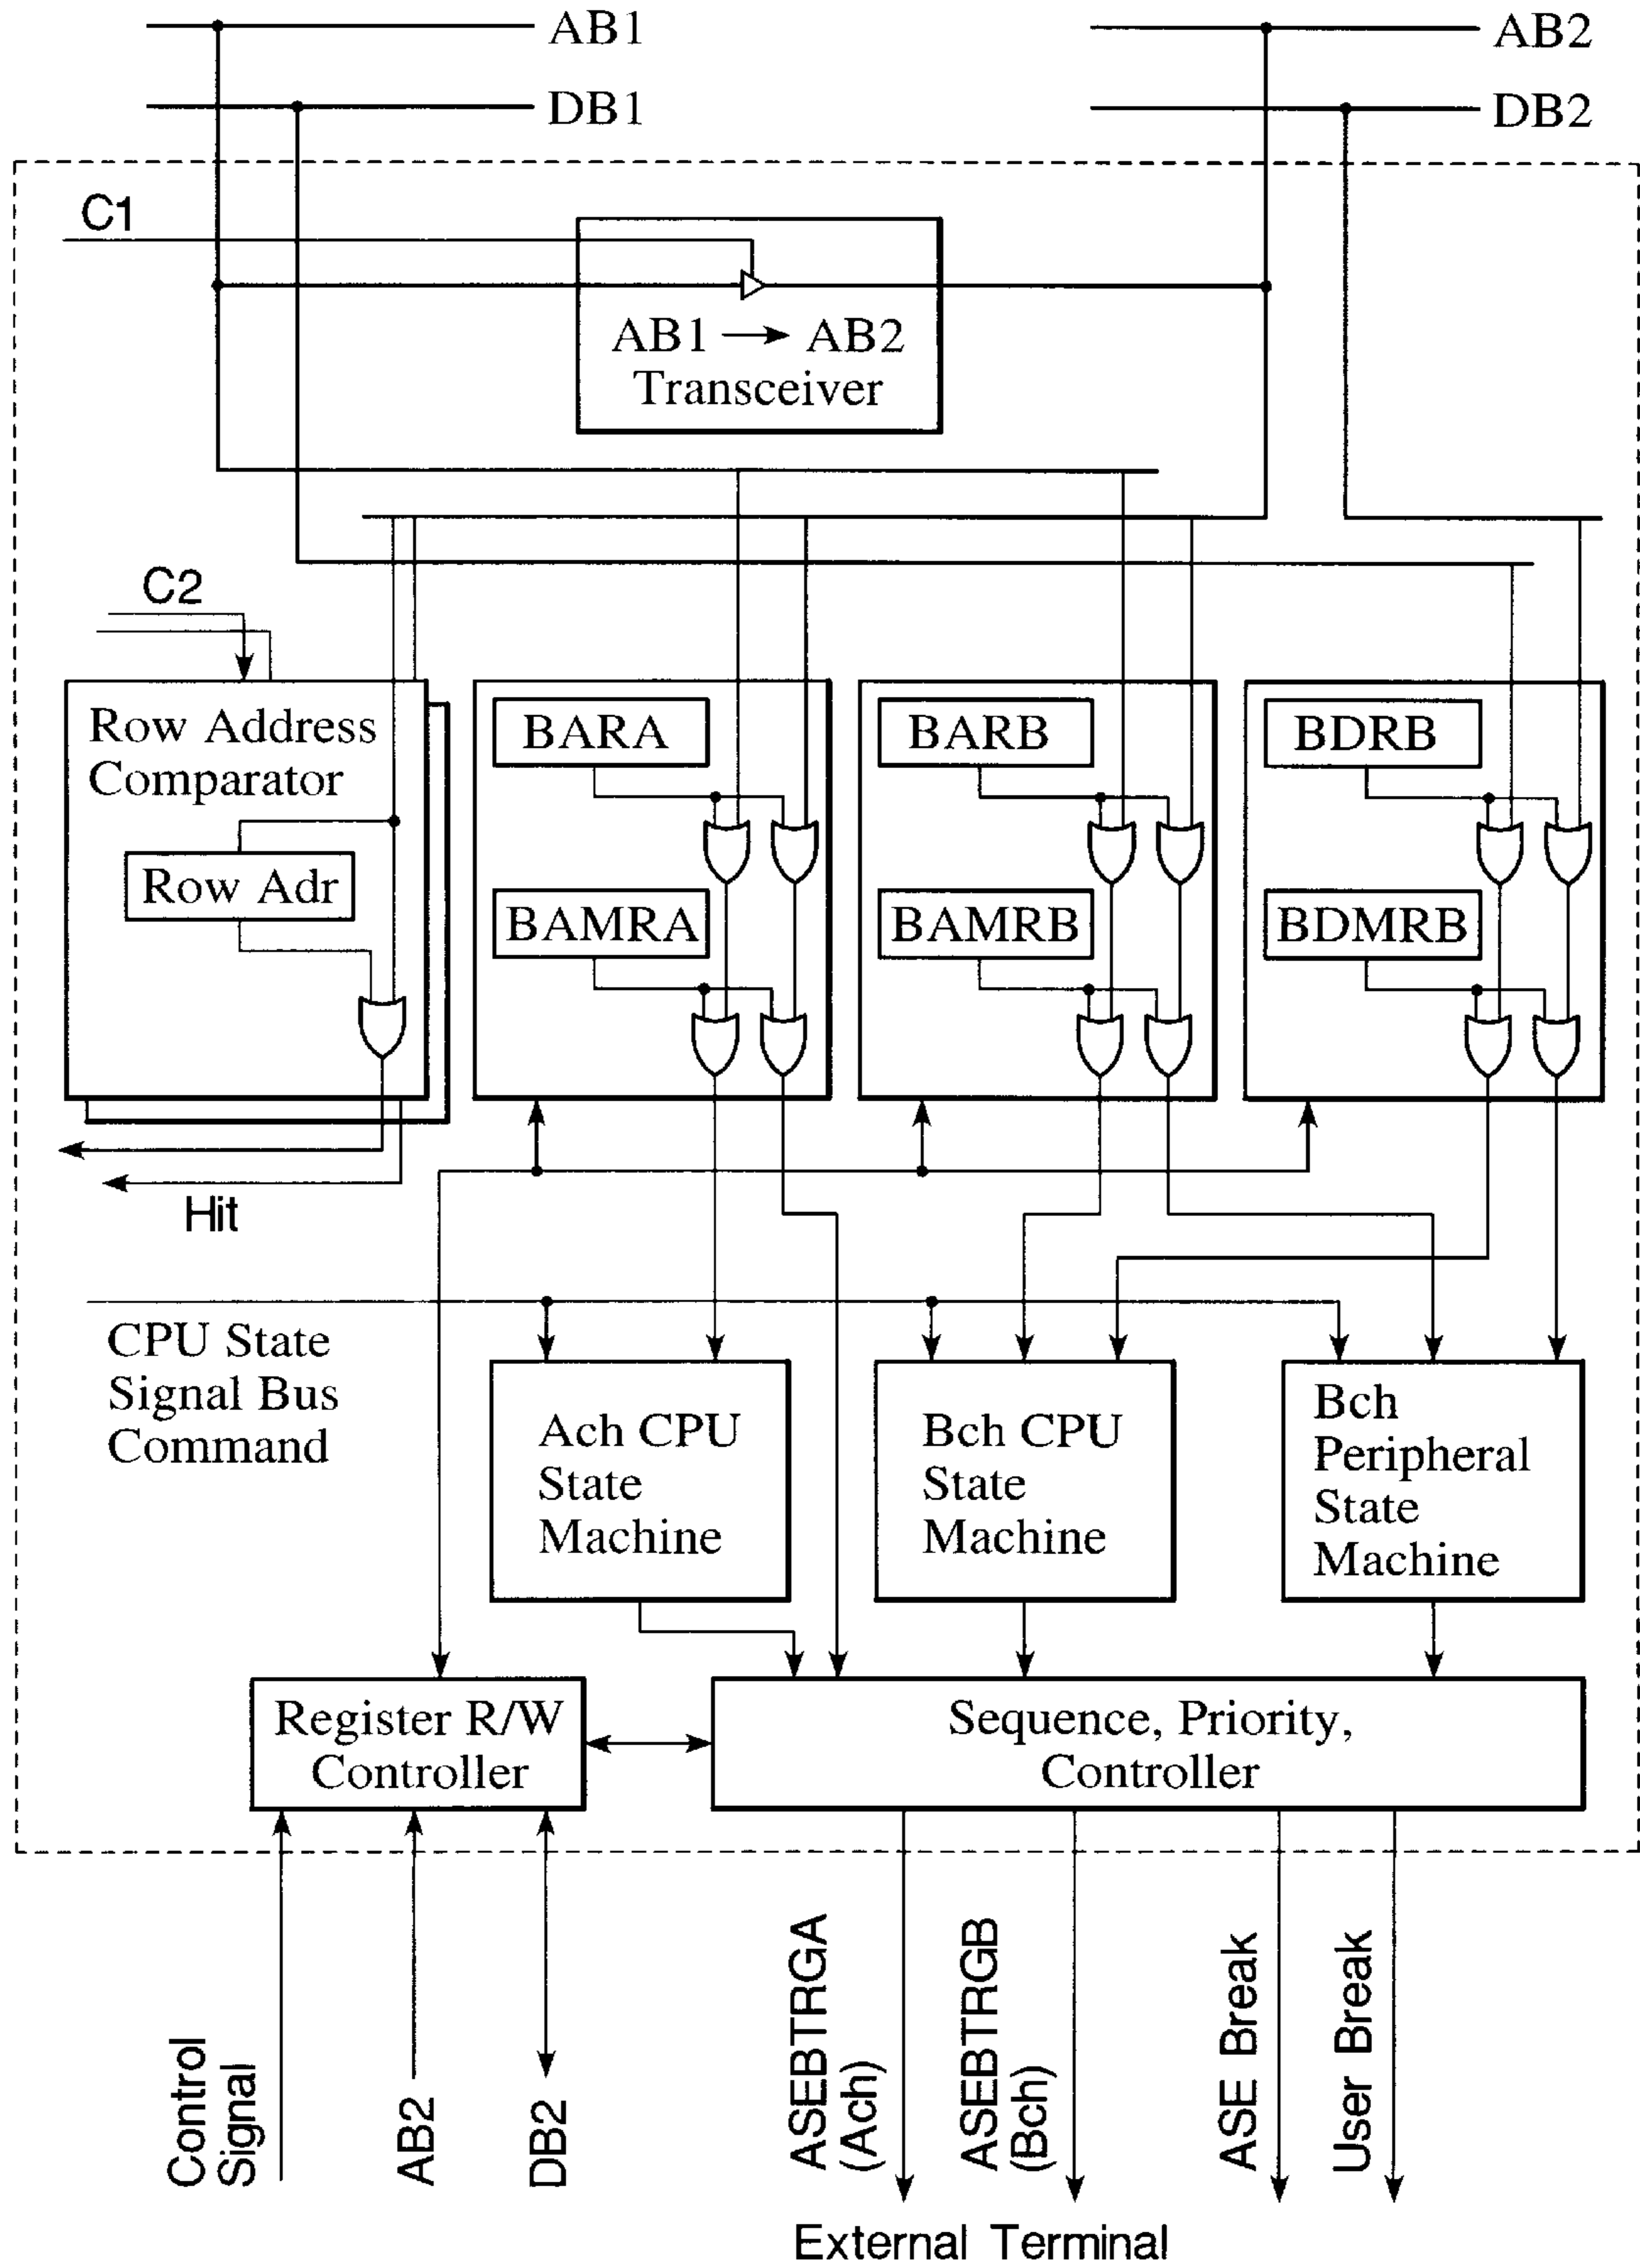 AB1
AB2
DB1
DB2
C1
AB1 → AB2
Transceiver
C2
Row Address
Comparator
Row Adr
BARA
BAMRA
BARB
BAMRB
BDRB
BDMRB
Hit
CPU State
Signal Bus
Command
Ach CPU
State
Machine
Bch CPU
State
Machine
Bch
Peripheral
State
Machine
Register R/W
Controller
Sequence, Priority,
Controller
Control
Signal
AB2
DB2
ASEBTRGA
(Ach)
ASEBTRGB
(Bch)
ASE Break
User Break
External Terminal